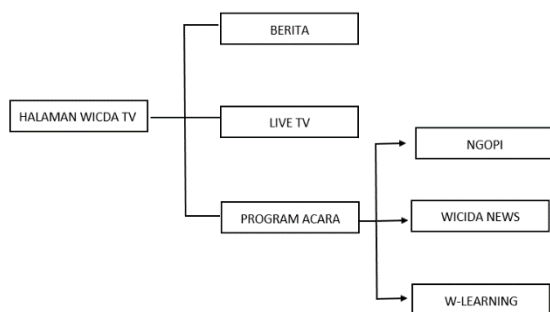 BERITA
HALAMAN WICDA TV
LIVE TV
NGOPI
PROGRAM ACARA
WICIDA NEWS
W-LEARNING